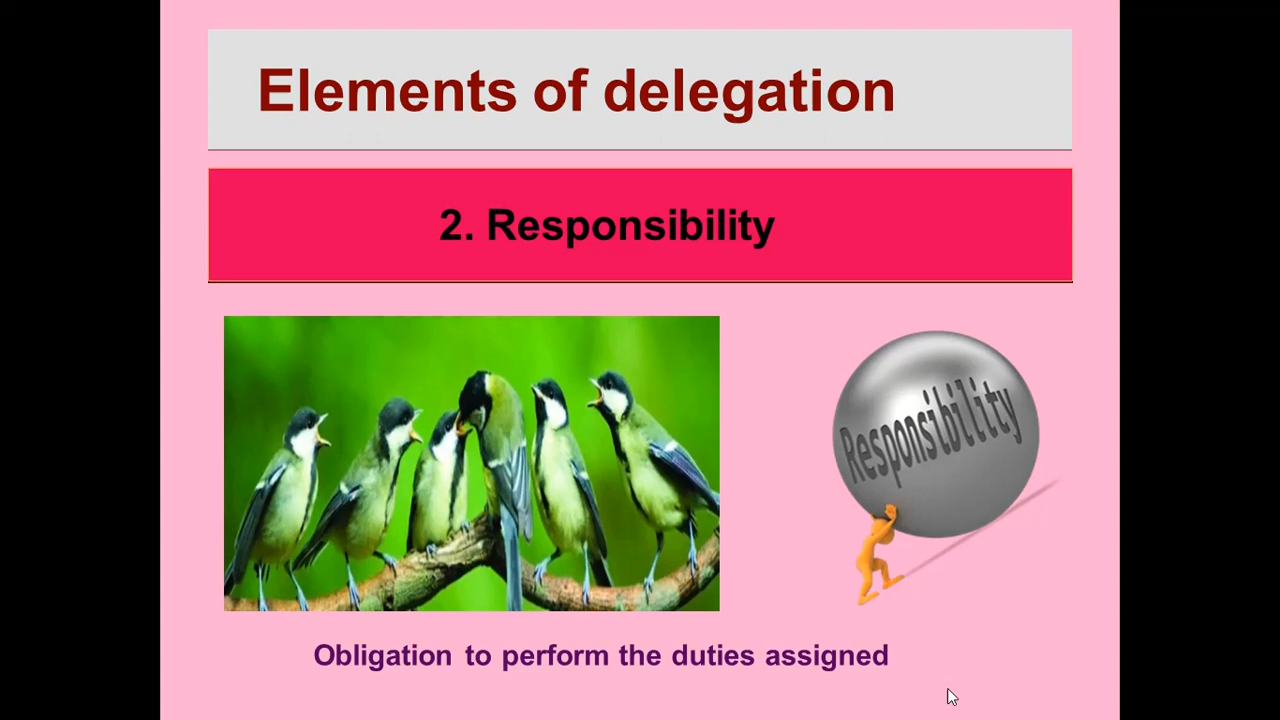 Elements of delegation
2. Responsibility
Responsibility
Obligation to perform the duties assigned